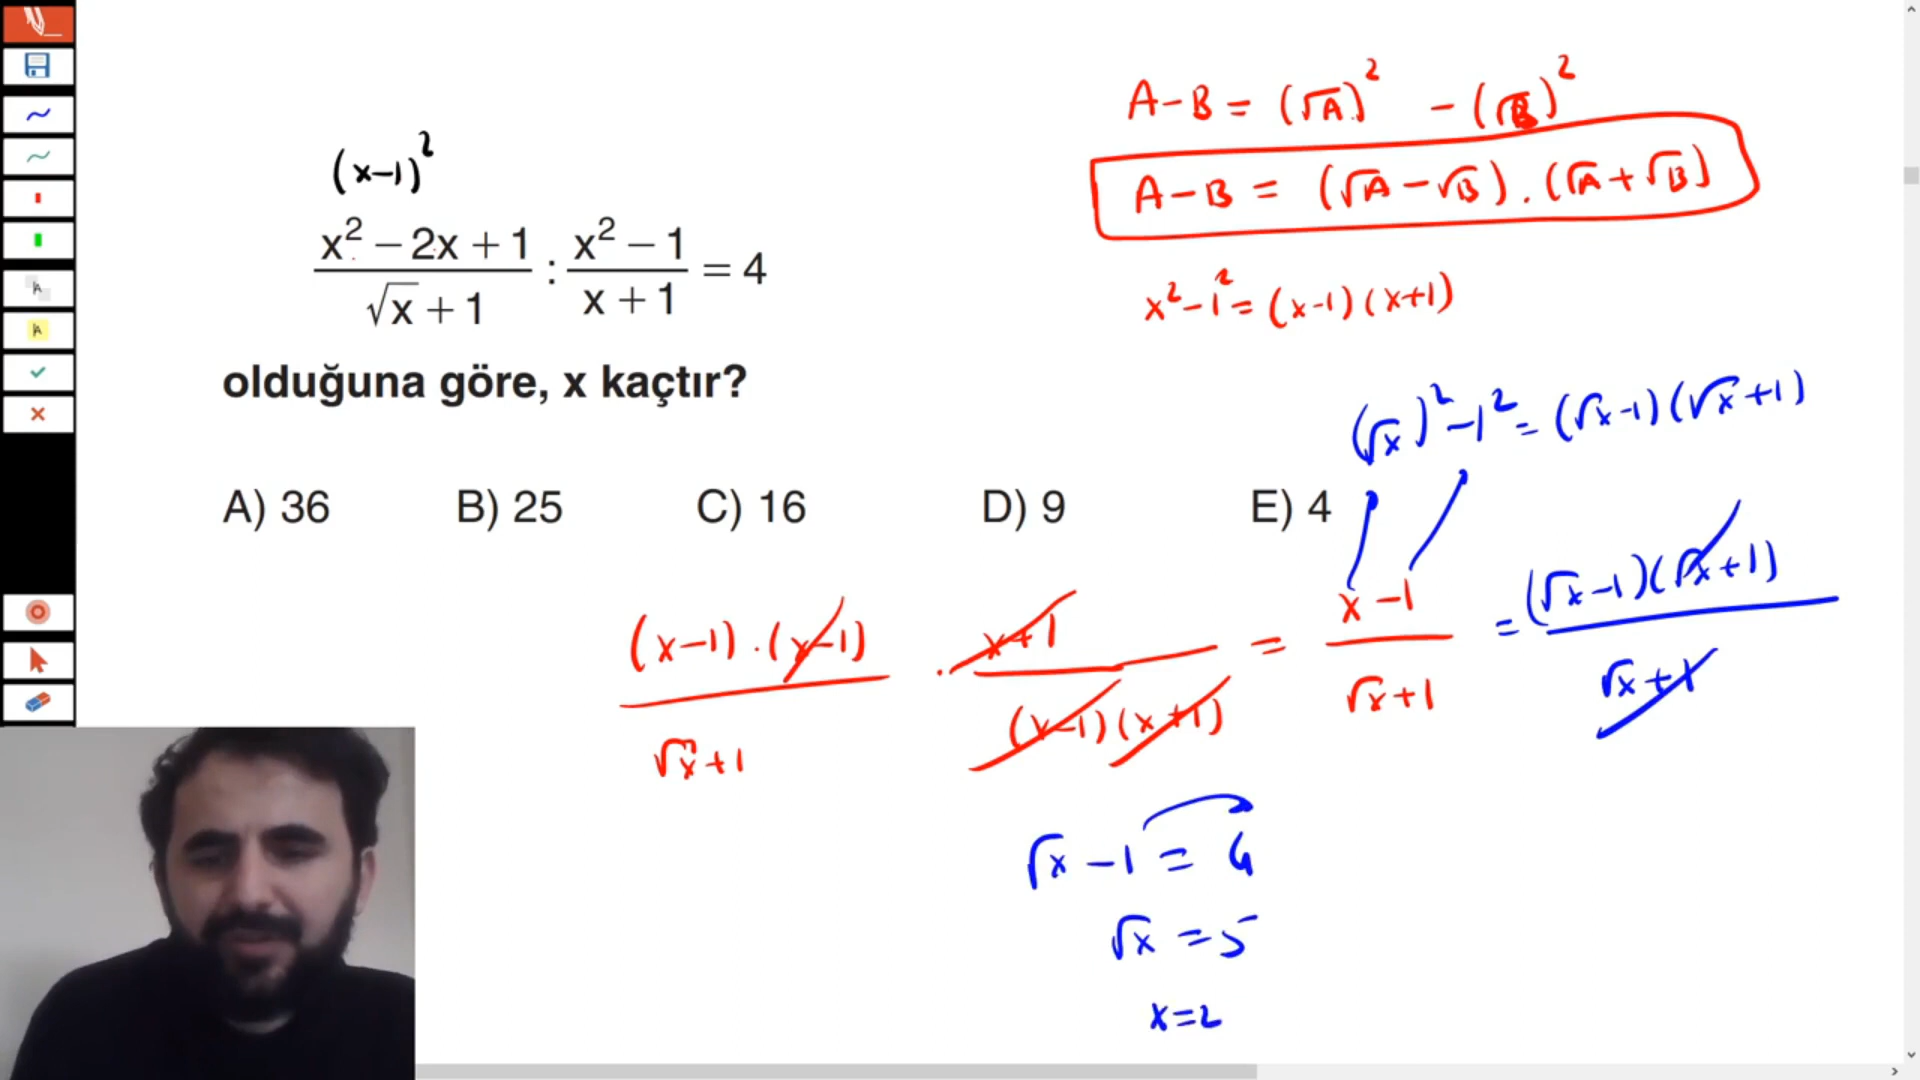 A-B = (√A)² - (√B)²
A-B = (√A-√B).(√A+√B)
x²-1² = (x-1)(x+1)
(x-1)²
x² − 2x + 1 / √x + 1 : x² − 1 / x + 1 = 4
olduğuna göre, x kaçtır?
(√x)²-1² = (√x-1)(√x+1)
A) 36 B) 25 C) 16 D) 9 E) 4
(x-1).(x-1) / √x+1 . x+1 / (x-1)(x+1) = x-1 / √x+1 = (√x-1)(√x+1) / √x+1
√x-1 = 4
√x = 5
x=2